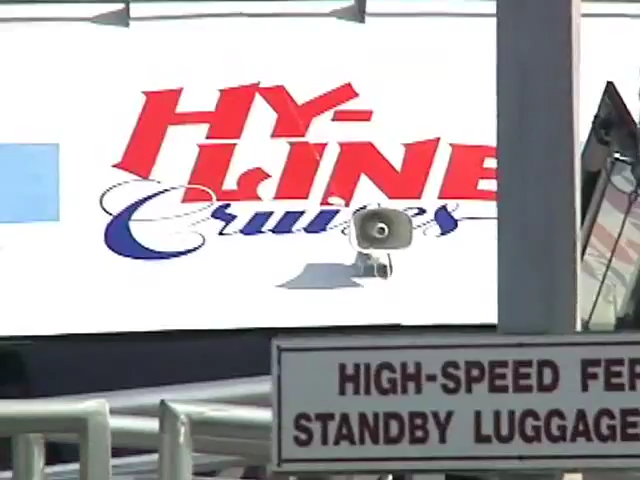 HY-
LINE
Cruises
HIGH-SPEED FER
STANDBY LUGGAGE